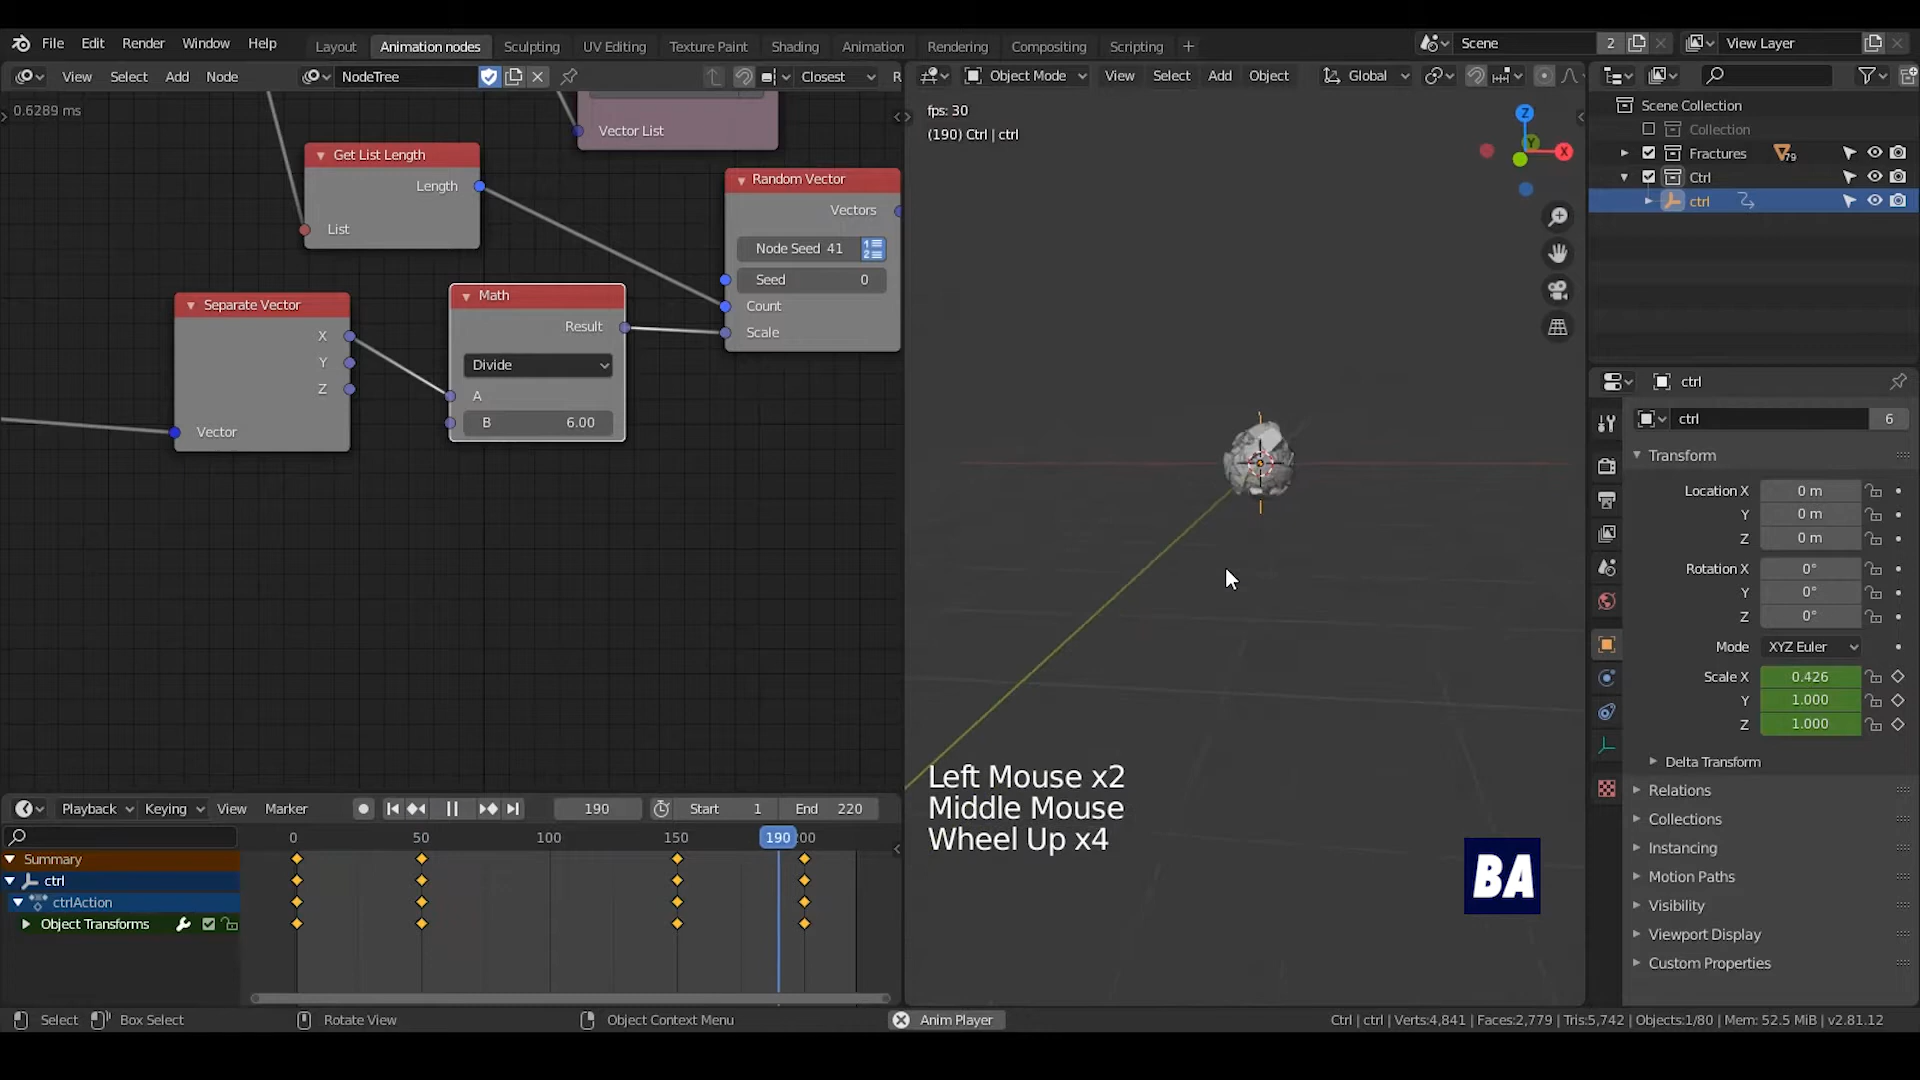 File Edit Render Window Help Layout Animation nodes Sculpting UV Editing Texture Paint Shading Animation Rendering Compositing Scripting + Scene 2 View Layer
View Select Add Node NodeTree Closest R Object Mode View Select Add Object Global
0.6289 ms
fps: 30
(190) Ctrl | ctrl
Vector List
Get List Length
Length
List
Random Vector
Vectors
Node Seed 41
Seed 0
Count
Scale
Separate Vector
X
Y
Z
Vector
Math
Result
Divide
A
B 6.00
Z
Y
X
Left Mouse x2
Middle Mouse
Wheel Up x4
BA
Scene Collection
Collection
Fractures 79
Ctrl
ctrl
ctrl
ctrl 6
Transform
Location X 0 m
Y 0 m
Z 0 m
Rotation X 0°
Y 0°
Z 0°
Mode XYZ Euler
Scale X 0.426
Y 1.000
Z 1.000
Delta Transform
Relations
Collections
Instancing
Motion Paths
Visibility
Viewport Display
Custom Properties
Playback Keying View Marker 190 Start 1 End 220
0 50 100 150 190 200
Summary
ctrl
ctrlAction
Object Transforms
Select Box Select Rotate View Object Context Menu Anim Player Ctrl | ctrl | Verts:4,841 | Faces:2,779 | Tris:5,742 | Objects:1/80 | Mem: 52.5 MiB | v2.81.12